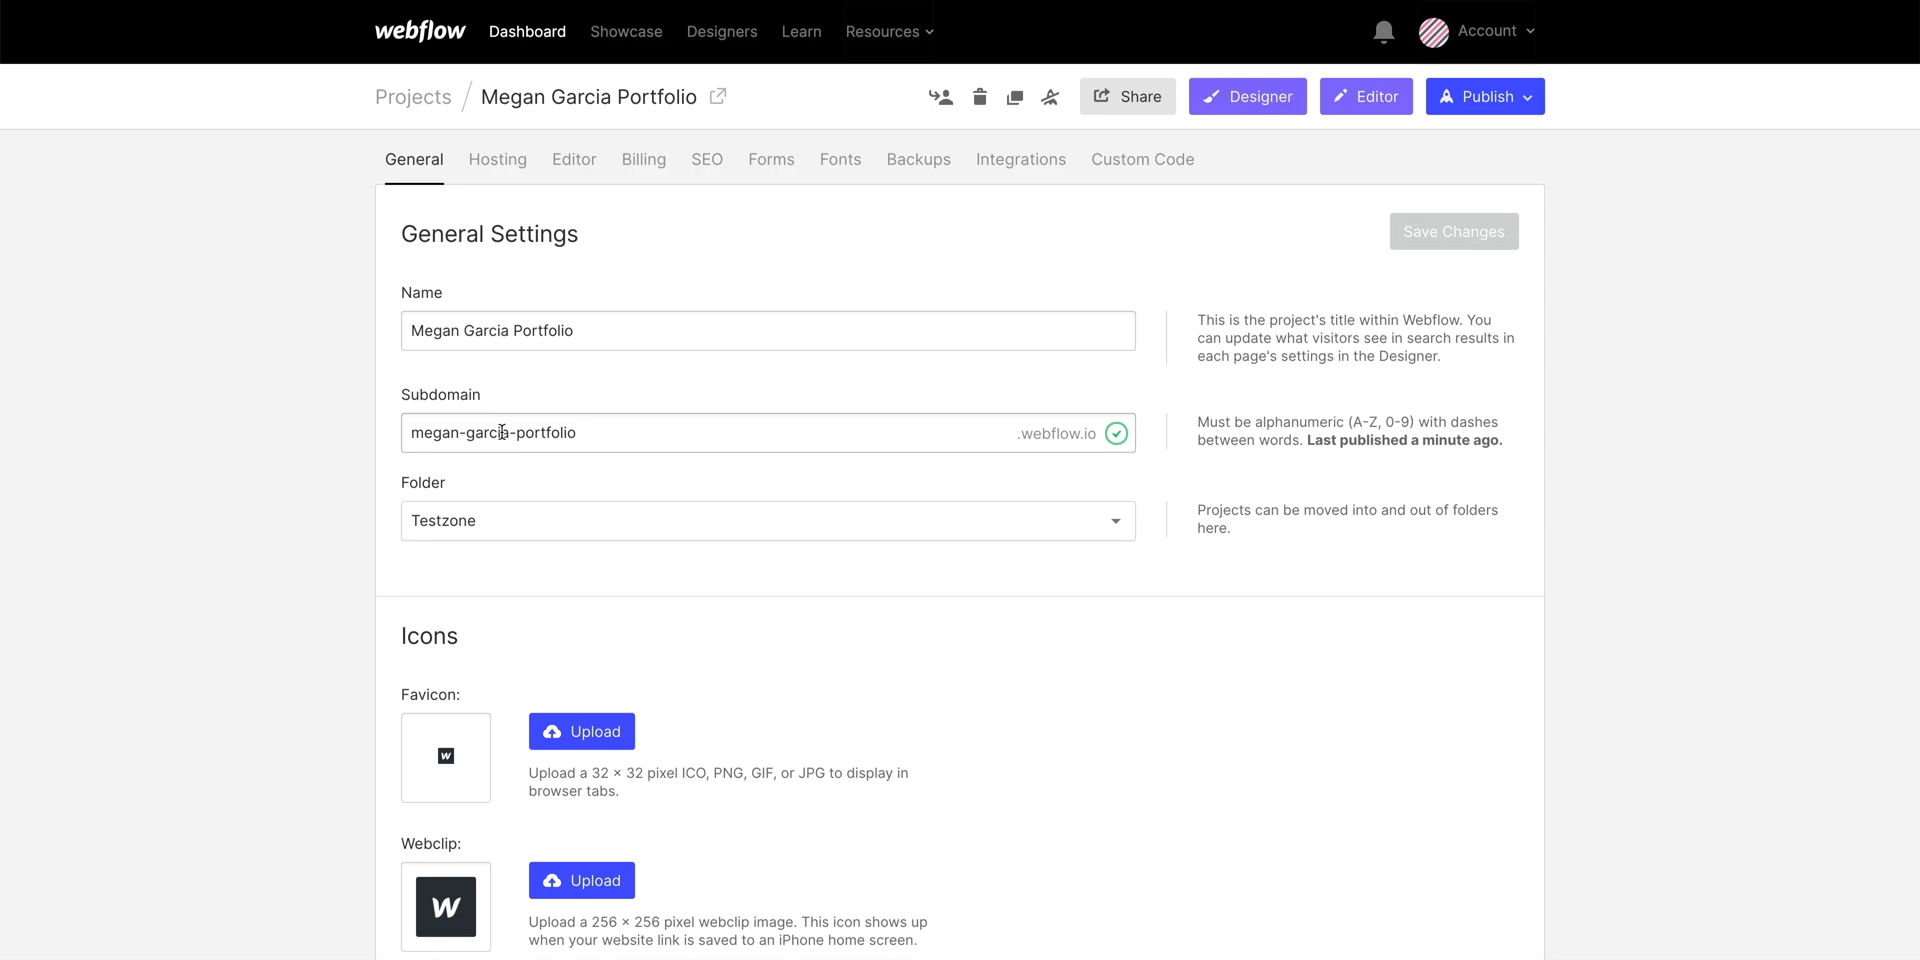 webflow Dashboard Showcase Designers Learn Resources Account
Projects / Megan Garcia Portfolio Share Designer Editor Publish
General Hosting Editor Billing SEO Forms Fonts Backups Integrations Custom Code
General Settings
Save Changes
Name
Megan Garcia Portfolio
This is the project's title within Webflow. You
can update what visitors see in search results in
each page's settings in the Designer.
Subdomain
megan-garcia-portfolio .webflow.io
Must be alphanumeric (A-Z, 0-9) with dashes
between words. Last published a minute ago.
Folder
Testzone
Projects can be moved into and out of folders
here.
Icons
Favicon:
w
Upload
Upload a 32 × 32 pixel ICO, PNG, GIF, or JPG to display in
browser tabs.
Webclip:
w
Upload
Upload a 256 × 256 pixel webclip image. This icon shows up
when your website link is saved to an iPhone home screen.